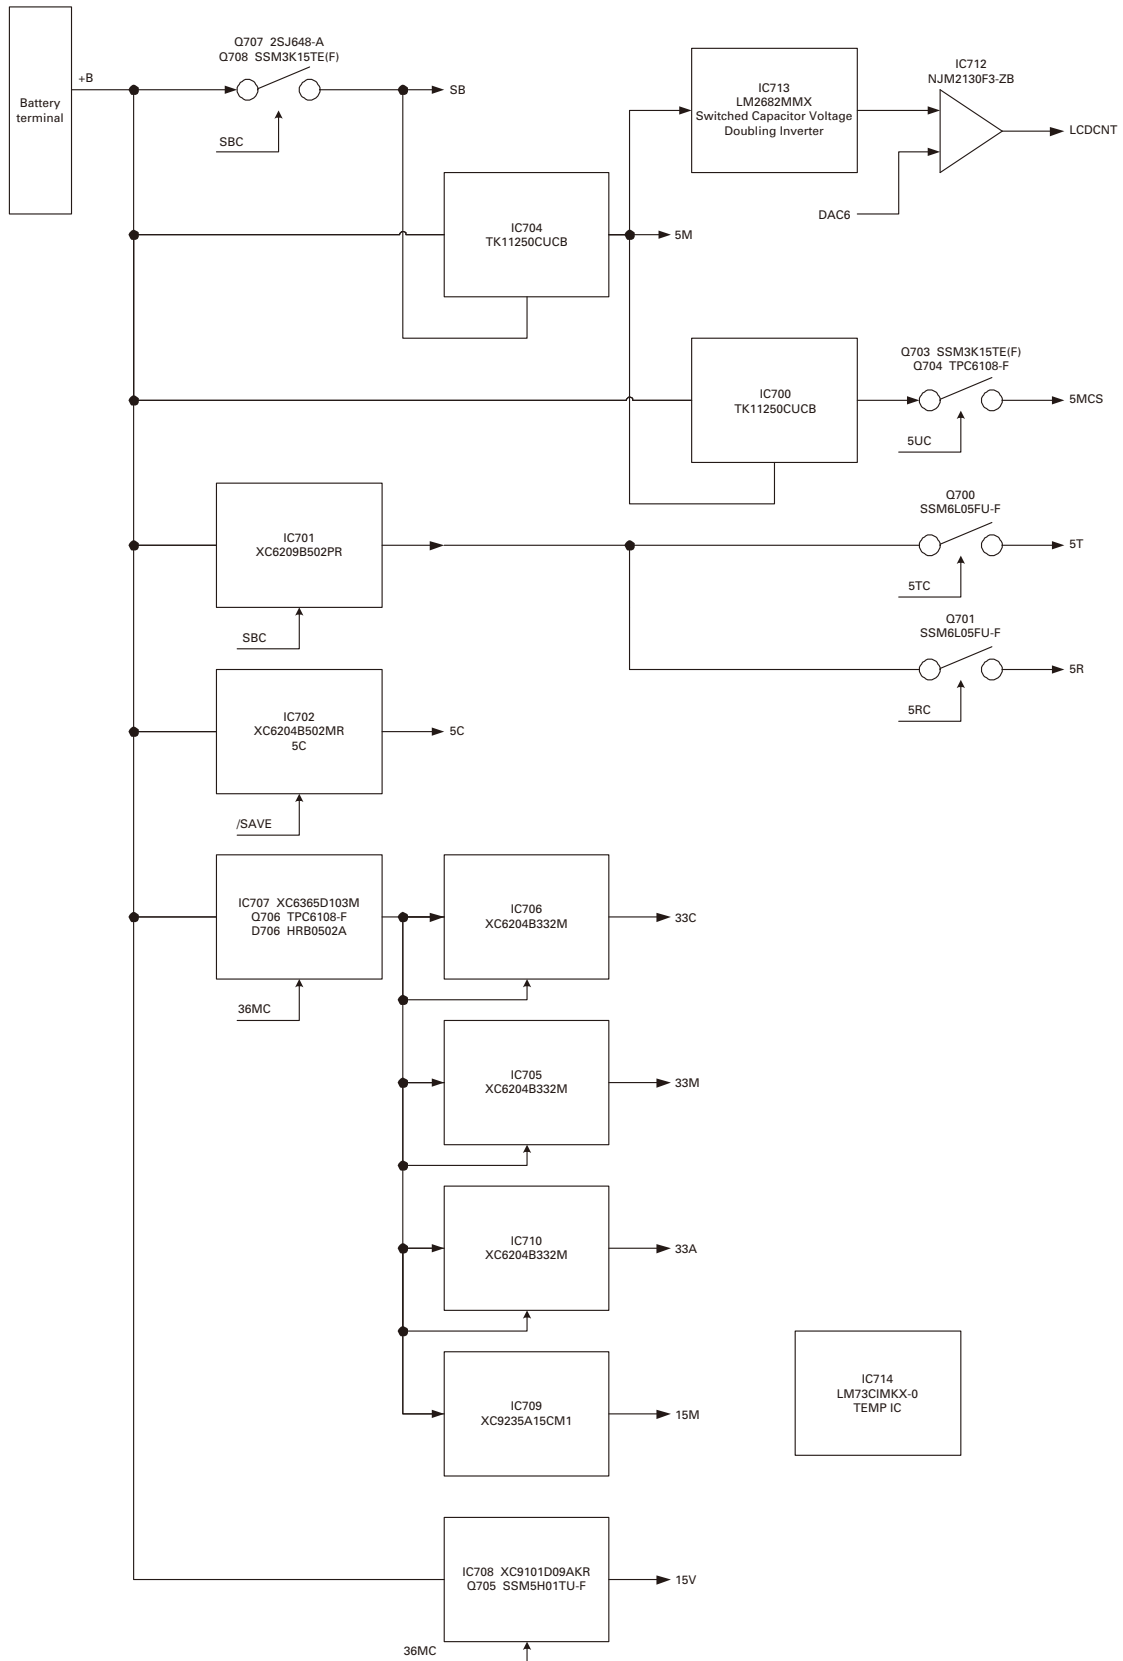 Battery
terminal
+B
Q707 2SJ648-A
Q708 SSM3K15TE(F)
SBC
SB
IC713
LM2682MMX
Switched Capacitor Voltage
Doubling Inverter
IC712
NJM2130F3-ZB
LCDCNT
DAC6
IC704
TK11250CUCB
5M
IC700
TK11250CUCB
Q703 SSM3K15TE(F)
Q704 TPC6108-F
5MCS
5UC
IC701
XC6209B502PR
SBC
Q700
SSM6L05FU-F
5T
5TC
Q701
SSM6L05FU-F
5R
5RC
IC702
XC6204B502MR
5C
5C
/SAVE
IC707 XC6365D103M
Q706 TPC6108-F
D706 HRB0502A
36MC
IC706
XC6204B332M
33C
IC705
XC6204B332M
33M
IC710
XC6204B332M
33A
IC709
XC9235A15CM1
15M
IC714
LM73CIMKX-0
TEMP IC
IC708 XC9101D09AKR
Q705 SSM5H01TU-F
15V
36MC